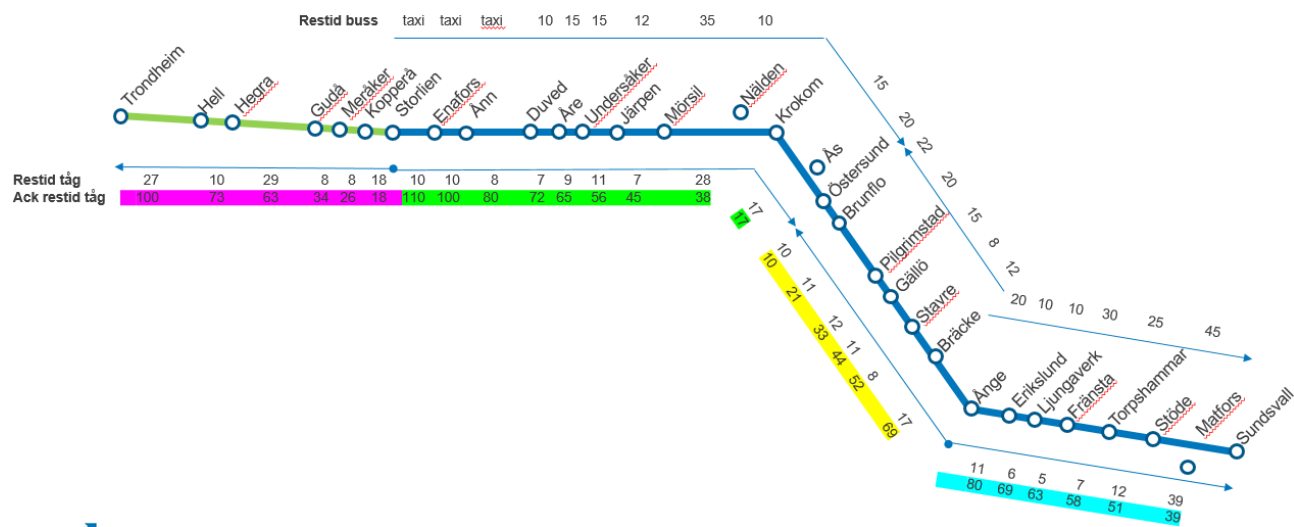 Restid buss taxi taxi taxi 10 15 15 12 35 10
15
20
22
20
15
8
12
20 10 10 30 25 45
Trondheim
Hell
Hegra
Gudå
Meråker
Kopperå
Storlien
Enafors
Ånn
Duved
Åre
Undersåker
Järpen
Mörsil
Nälden
Krokom
Ås
Östersund
Brunflo
Pilgrimstad
Gällö
Stavre
Bräcke
Ånge
Erikslund
Ljungaverk
Fränsta
Torpshammar
Stöde
Matfors
Sundsvall
Restid tåg 27 10 29 8 8 18 10 10 8 7 9 11 7 28
Ack restid tåg 100 73 63 34 26 18 110 100 80 72 65 56 45 38
17
17
10
10
11
21
12
33
11
44
8
52
17
69
11 6 5 7 12 39
80 69 63 58 51 39